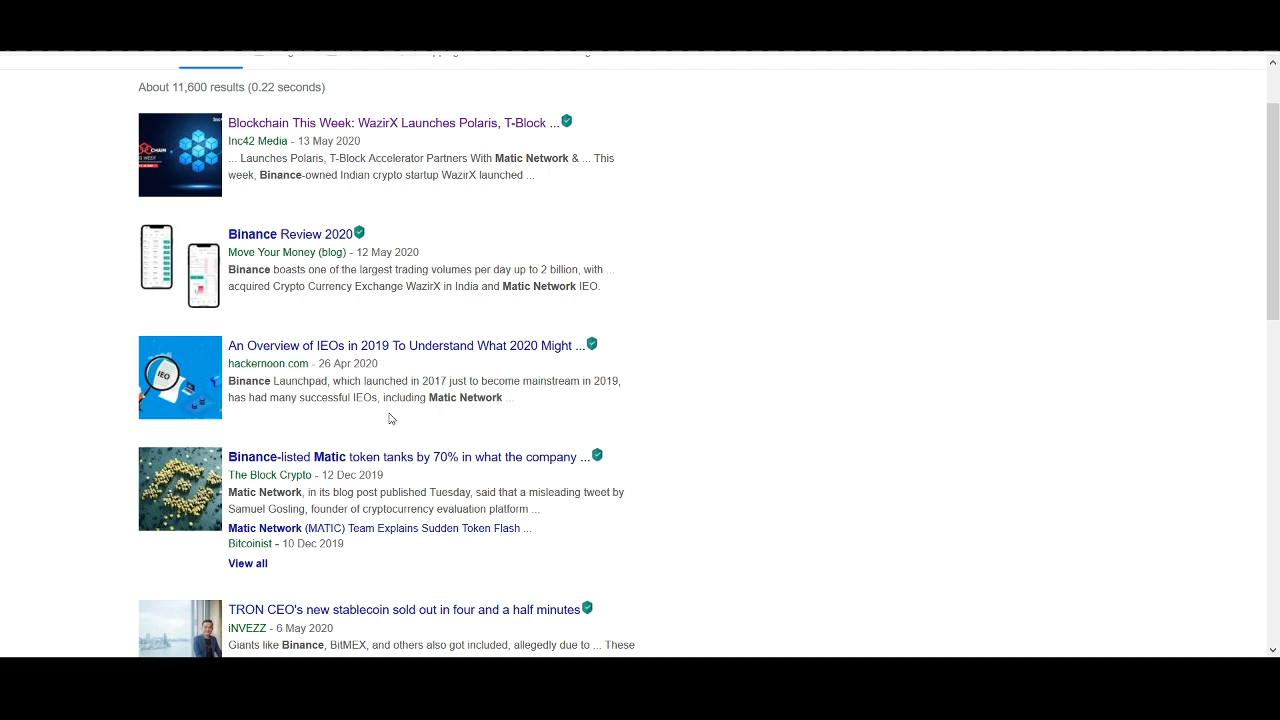 About 11,600 results (0.22 seconds)
Blockchain This Week: WazirX Launches Polaris, T-Block ...
Inc42 Media - 13 May 2020
... Launches Polaris, T-Block Accelerator Partners With Matic Network & ... This
week, Binance-owned Indian crypto startup WazirX launched ...
Binance Review 2020
Move Your Money (blog) - 12 May 2020
Binance boasts one of the largest trading volumes per day up to 2 billion, with ...
acquired Crypto Currency Exchange WazirX in India and Matic Network IEO.
An Overview of IEOs in 2019 To Understand What 2020 Might ...
hackernoon.com - 26 Apr 2020
IEO
Binance Launchpad, which launched in 2017 just to become mainstream in 2019,
has had many successful IEOs, including Matic Network ...
Binance-listed Matic token tanks by 70% in what the company ...
The Block Crypto - 12 Dec 2019
Matic Network, in its blog post published Tuesday, said that a misleading tweet by
Samuel Gosling, founder of cryptocurrency evaluation platform ...
Matic Network (MATIC) Team Explains Sudden Token Flash ...
Bitcoinist - 10 Dec 2019
View all
TRON CEO's new stablecoin sold out in four and a half minutes
iNVEZZ - 6 May 2020
Giants like Binance, BitMEX, and others also got included, allegedly due to ... These